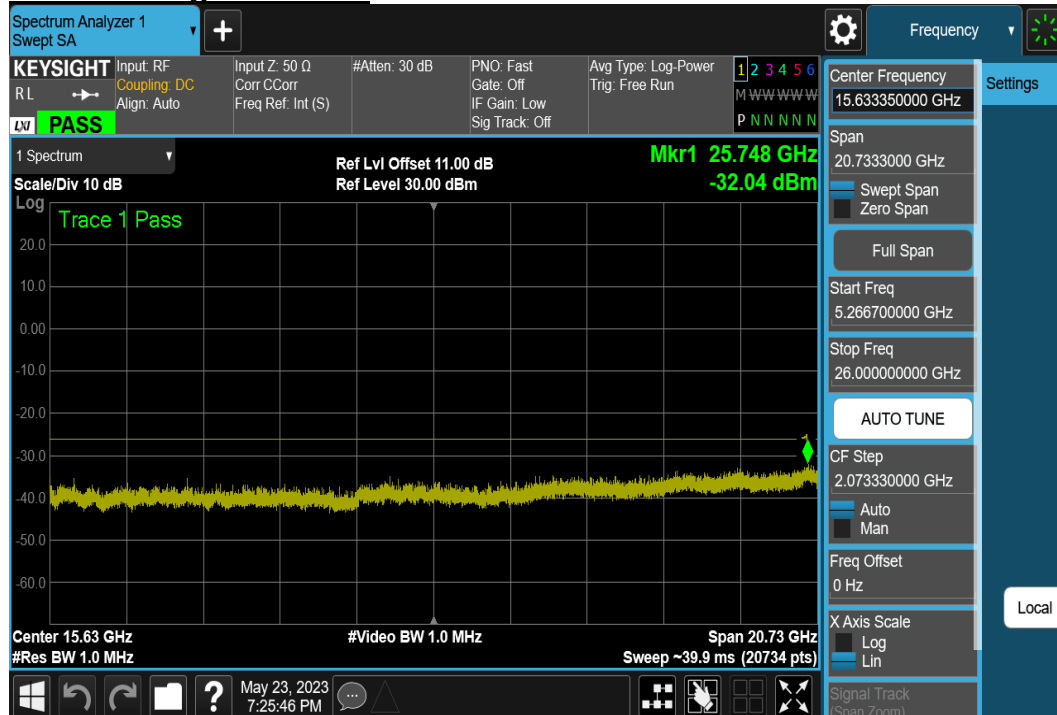 Spectrum Analyzer 1
Swept SA
Frequency
KEYSIGHT
RL
LXI
PASS
Input: RF
Coupling: DC
Align: Auto
Input Z: 50 Ω
Corr CCorr
Freq Ref: Int (S)
#Atten: 30 dB
PNO: Fast
Gate: Off
IF Gain: Low
Sig Track: Off
Avg Type: Log-Power
Trig: Free Run
1 2 3 4 5 6
M W W W W W
P N N N N N
1 Spectrum
Scale/Div 10 dB
Ref Lvl Offset 11.00 dB
Ref Level 30.00 dBm
Mkr1 25.748 GHz
-32.04 dBm
Log
Trace 1 Pass
20.0
10.0
0.00
-10.0
-20.0
-30.0
-40.0
-50.0
-60.0
1
Center 15.63 GHz
#Res BW 1.0 MHz
#Video BW 1.0 MHz
Span 20.73 GHz
Sweep ~39.9 ms (20734 pts)
May 23, 2023
7:25:46 PM
Center Frequency
15.633350000 GHz
Span
20.7333000 GHz
Swept Span
Zero Span
Full Span
Start Freq
5.266700000 GHz
Stop Freq
26.000000000 GHz
AUTO TUNE
CF Step
2.073330000 GHz
Auto
Man
Freq Offset
0 Hz
X Axis Scale
Log
Lin
Signal Track
(Span Zoom)
Settings
Local